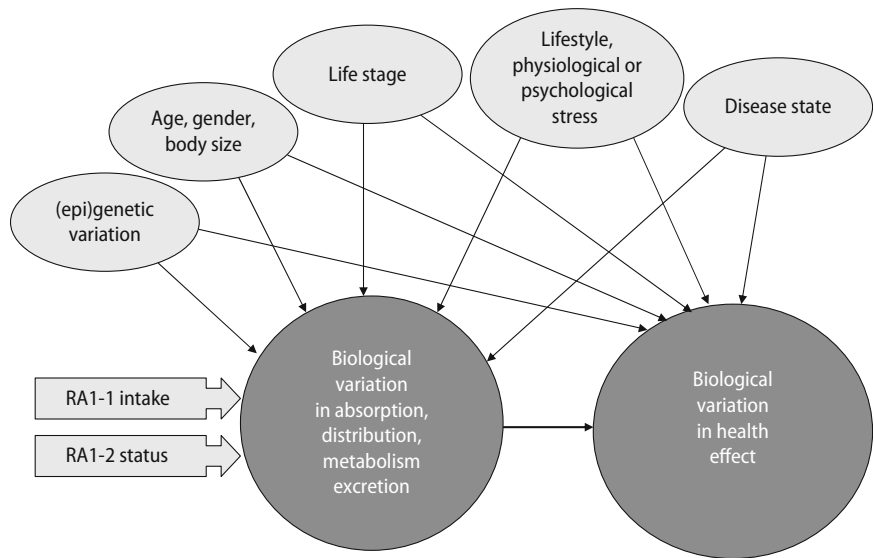 Life stage
Lifestyle,
physiological or
psychological
stress
Disease state
Age, gender,
body size
(epi)genetic
variation
Biological
variation
in absorption,
distribution,
metabolism
excretion
Biological
variation
in health
effect
RA1-1 intake
RA1-2 status